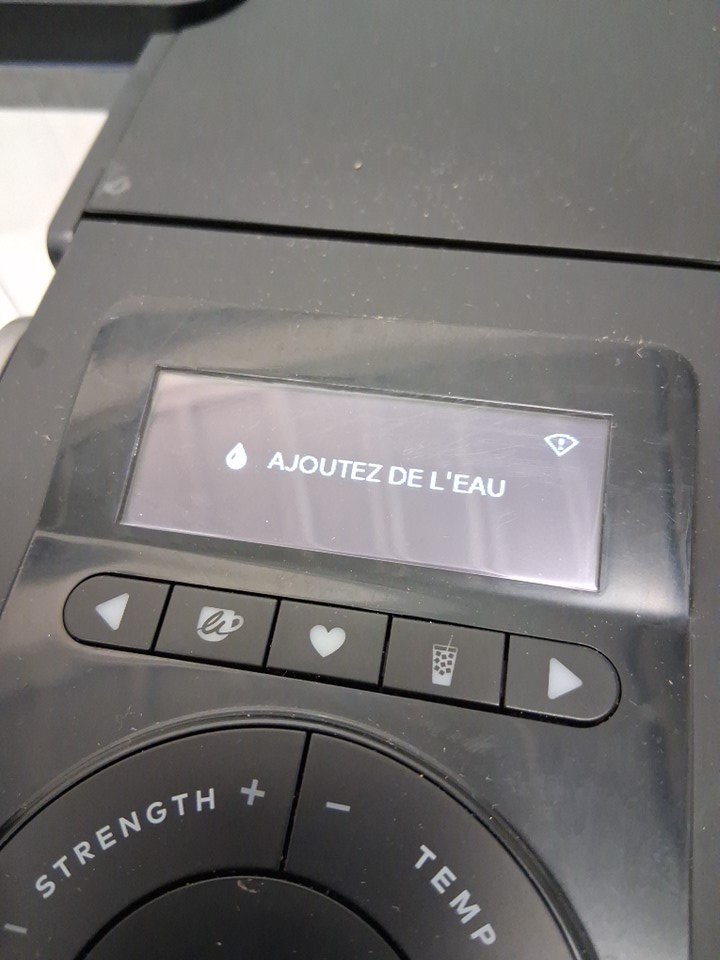 AJOUTEZ DE L'EAU
STRENGTH +
− TEMP
−